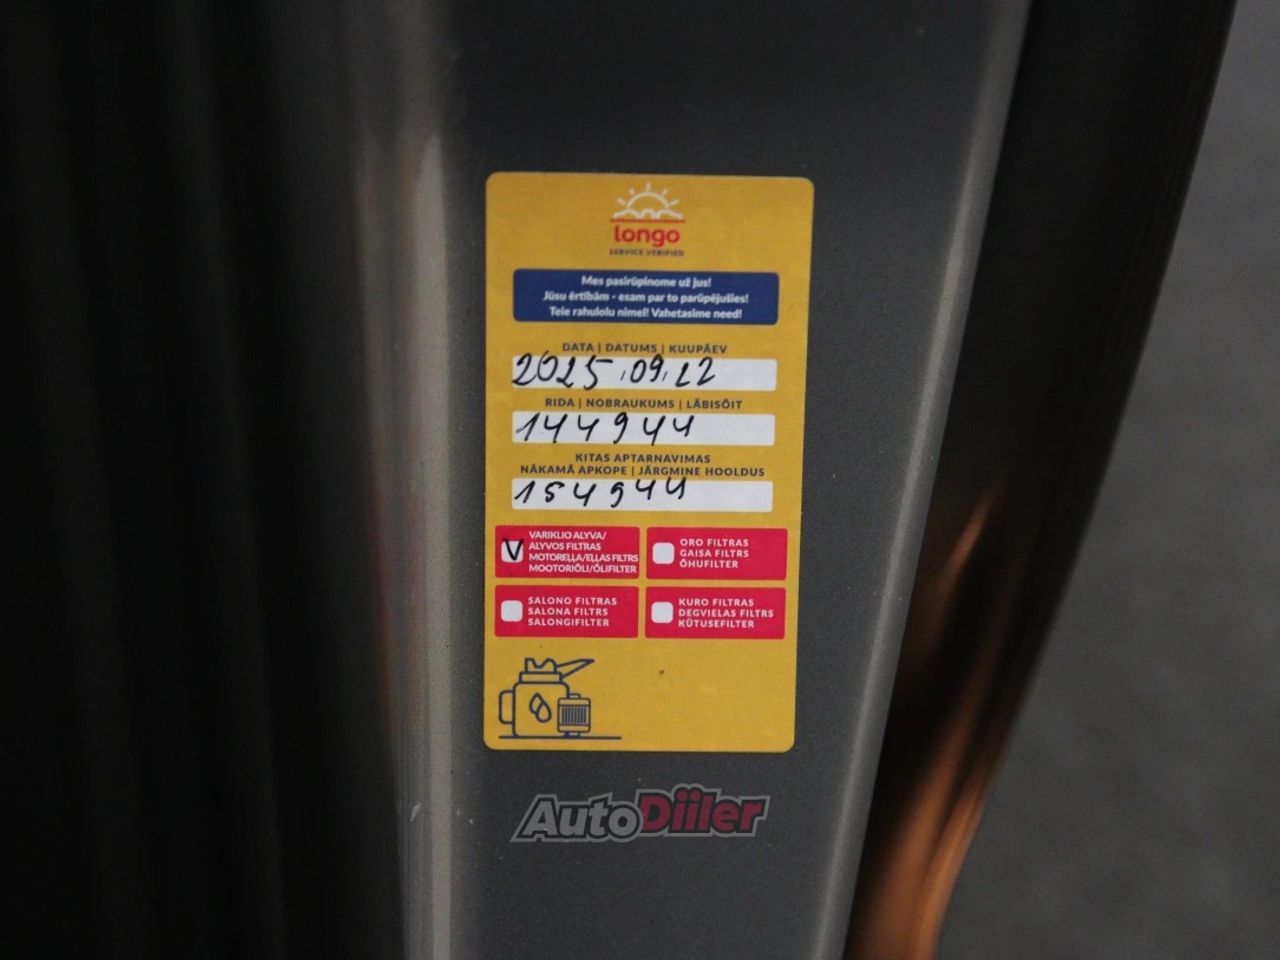 longo
SERVICE VERIFIED
Mes pasirūpinome už jus!
Jūsu ērtībām - esam par to parūpējušies!
Teie rahulolu nimel! Vahetasime need!
DATA | DATUMS | KUUPÄEV
2025.09.22
RIDA | NOBRAUKUMS | LÄBISÕIT
144944
KITAS APTARNAVIMAS
NĀKAMĀ APKOPE | JÄRGMINE HOOLDUS
154944
V
VARIKLIO ALYVA/
ALYVOS FILTRAS
MOTOREĻĻA/EĻĻAS FILTRS
MOOTORIÕLI/ÕLIFILTER
ORO FILTRAS
GAISA FILTRS
ÕHUFILTER
SALONO FILTRAS
SALONA FILTRS
SALONGIFILTER
KURO FILTRAS
DEGVIELAS FILTRS
KÜTUSEFILTER
AutoDiiler